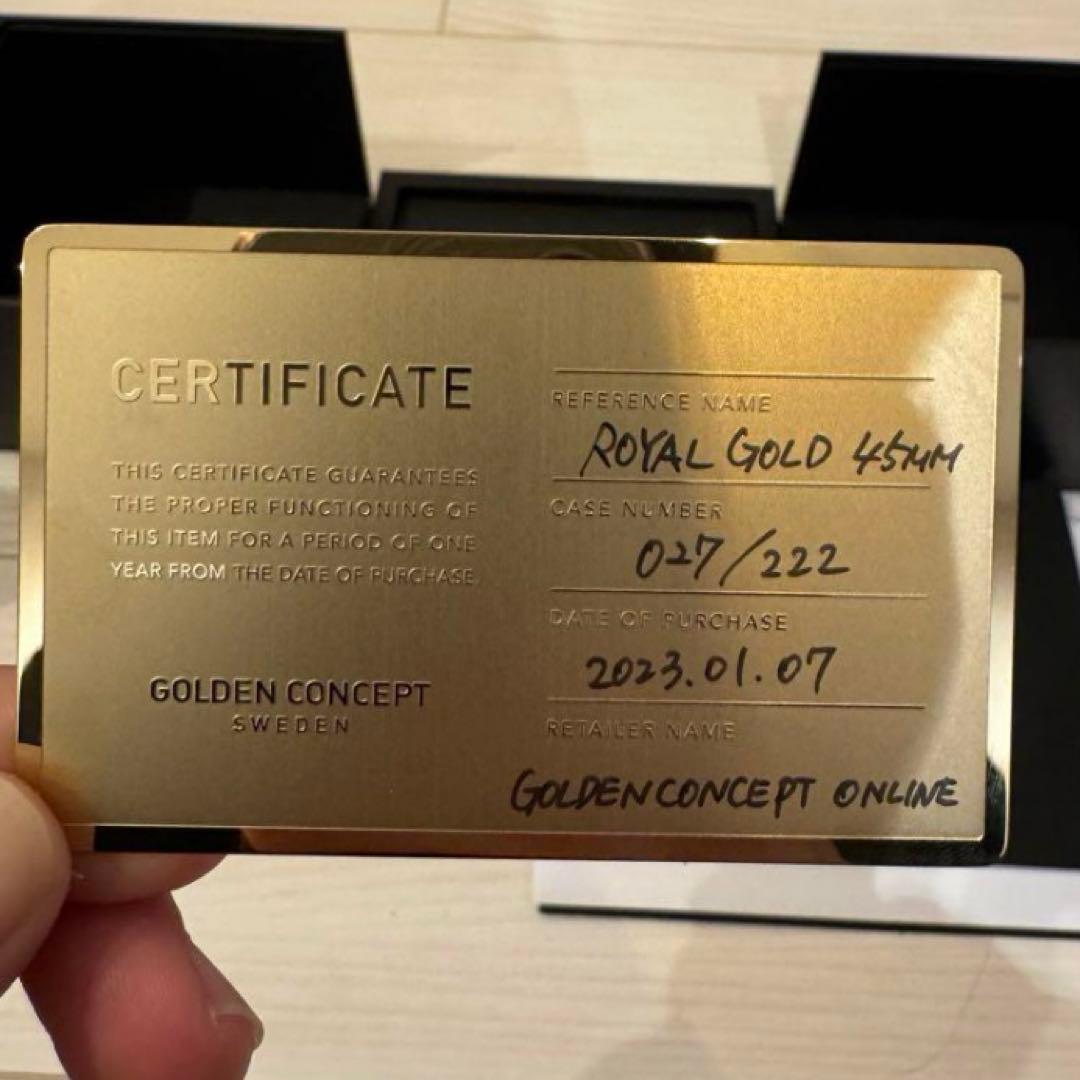 CERTIFICATE
THIS CERTIFICATE GUARANTEES
THE PROPER FUNCTIONING OF
THIS ITEM FOR A PERIOD OF ONE
YEAR FROM THE DATE OF PURCHASE.
GOLDEN CONCEPT
SWEDEN
REFERENCE NAME
ROYAL GOLD 45MM
CASE NUMBER
027/222
DATE OF PURCHASE
2023.01.07
RETAILER NAME
GOLDENCONCEPT ONLINE